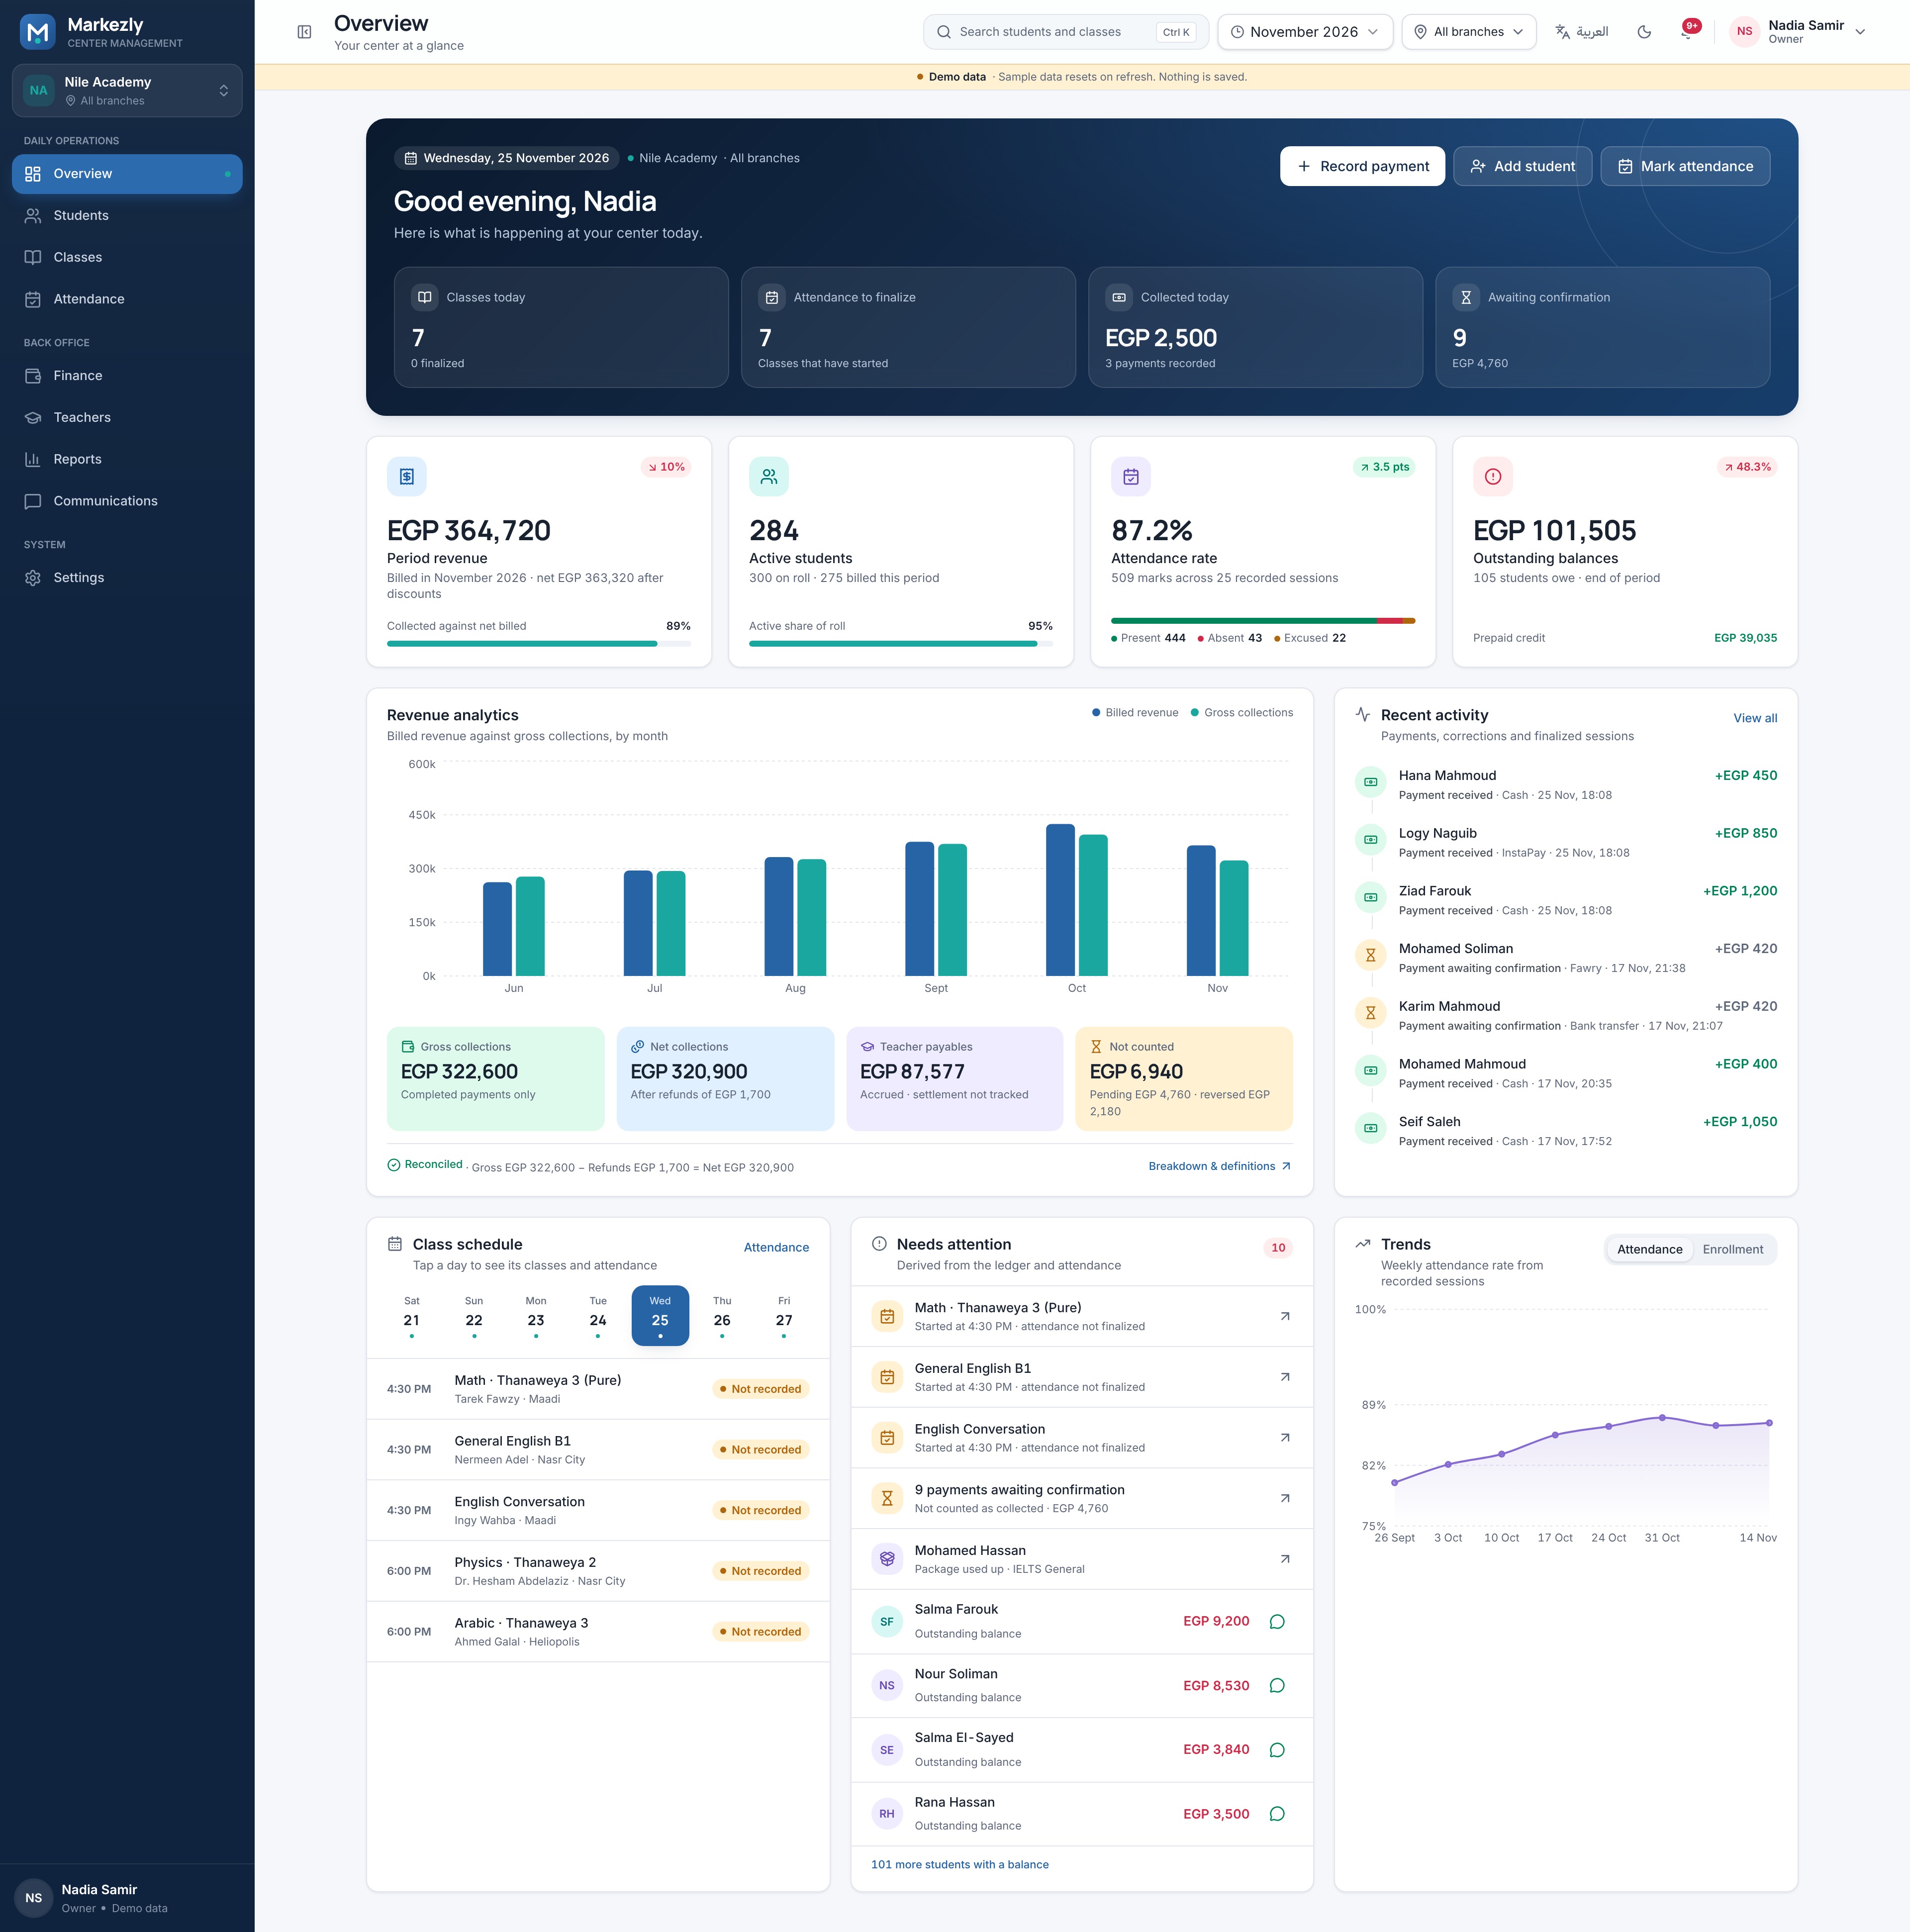 Markezly
CENTER MANAGEMENT
NA
Nile Academy
All branches
DAILY OPERATIONS
Overview
Students
Classes
Attendance
BACK OFFICE
Finance
Teachers
Reports
Communications
SYSTEM
Settings
NS
Nadia Samir
Owner • Demo data
Overview
Your center at a glance
Search students and classes Ctrl K
November 2026
All branches
العربية
9+
NS
Nadia Samir
Owner
Demo data · Sample data resets on refresh. Nothing is saved.
Wednesday, 25 November 2026
Nile Academy · All branches
Good evening, Nadia
Here is what is happening at your center today.
Record payment
Add student
Mark attendance
Classes today
7
0 finalized
Attendance to finalize
7
Classes that have started
Collected today
EGP 2,500
3 payments recorded
Awaiting confirmation
9
EGP 4,760
10%
EGP 364,720
Period revenue
Billed in November 2026 · net EGP 363,320 after
discounts
Collected against net billed 89%
284
Active students
300 on roll · 275 billed this period
Active share of roll 95%
3.5 pts
87.2%
Attendance rate
509 marks across 25 recorded sessions
Present 444 Absent 43 Excused 22
48.3%
EGP 101,505
Outstanding balances
105 students owe · end of period
Prepaid credit EGP 39,035
Revenue analytics
Billed revenue against gross collections, by month
Billed revenue Gross collections
600k
450k
300k
150k
0k
Jun Jul Aug Sept Oct Nov
Gross collections
EGP 322,600
Completed payments only
Net collections
EGP 320,900
After refunds of EGP 1,700
Teacher payables
EGP 87,577
Accrued · settlement not tracked
Not counted
EGP 6,940
Pending EGP 4,760 · reversed EGP
2,180
Reconciled · Gross EGP 322,600 − Refunds EGP 1,700 = Net EGP 320,900
Breakdown & definitions
Recent activity
View all
Payments, corrections and finalized sessions
Hana Mahmoud +EGP 450
Payment received · Cash · 25 Nov, 18:08
Logy Naguib +EGP 850
Payment received · InstaPay · 25 Nov, 18:08
Ziad Farouk +EGP 1,200
Payment received · Cash · 25 Nov, 18:08
Mohamed Soliman +EGP 420
Payment awaiting confirmation · Fawry · 17 Nov, 21:38
Karim Mahmoud +EGP 420
Payment awaiting confirmation · Bank transfer · 17 Nov, 21:07
Mohamed Mahmoud +EGP 400
Payment received · Cash · 17 Nov, 20:35
Seif Saleh +EGP 1,050
Payment received · Cash · 17 Nov, 17:52
Class schedule
Attendance
Tap a day to see its classes and attendance
Sat Sun Mon Tue Wed Thu Fri
21 22 23 24 25 26 27
4:30 PM Math · Thanaweya 3 (Pure) Not recorded
Tarek Fawzy · Maadi
4:30 PM General English B1 Not recorded
Nermeen Adel · Nasr City
4:30 PM English Conversation Not recorded
Ingy Wahba · Maadi
6:00 PM Physics · Thanaweya 2 Not recorded
Dr. Hesham Abdelaziz · Nasr City
6:00 PM Arabic · Thanaweya 3 Not recorded
Ahmed Galal · Heliopolis
Needs attention 10
Derived from the ledger and attendance
Math · Thanaweya 3 (Pure)
Started at 4:30 PM · attendance not finalized
General English B1
Started at 4:30 PM · attendance not finalized
English Conversation
Started at 4:30 PM · attendance not finalized
9 payments awaiting confirmation
Not counted as collected · EGP 4,760
Mohamed Hassan
Package used up · IELTS General
SF Salma Farouk EGP 9,200
Outstanding balance
NS Nour Soliman EGP 8,530
Outstanding balance
SE Salma El-Sayed EGP 3,840
Outstanding balance
RH Rana Hassan EGP 3,500
Outstanding balance
101 more students with a balance
Trends
Attendance Enrollment
Weekly attendance rate from
recorded sessions
100%
89%
82%
75%
26 Sept 3 Oct 10 Oct 17 Oct 24 Oct 31 Oct 14 Nov